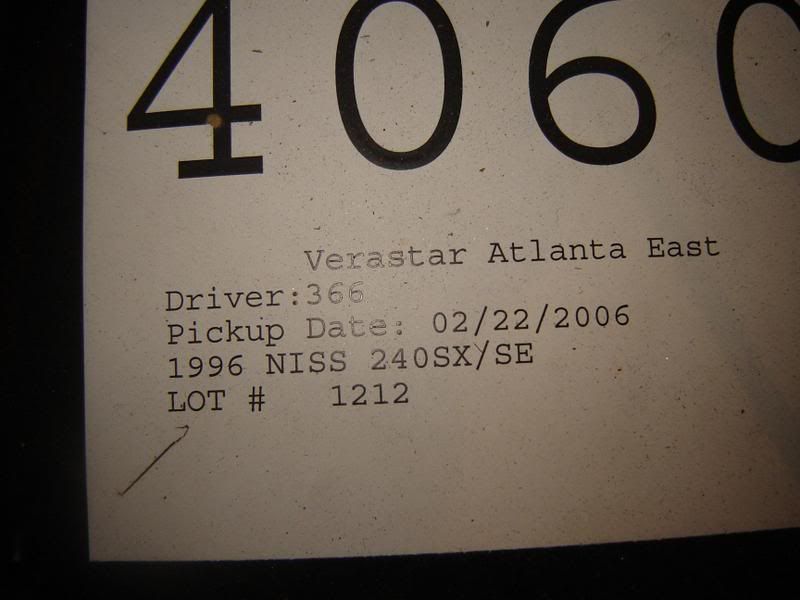 4060
Verastar Atlanta East
Driver:366
Pickup Date: 02/22/2006
1996 NISS 240SX/SE
LOT # 1212